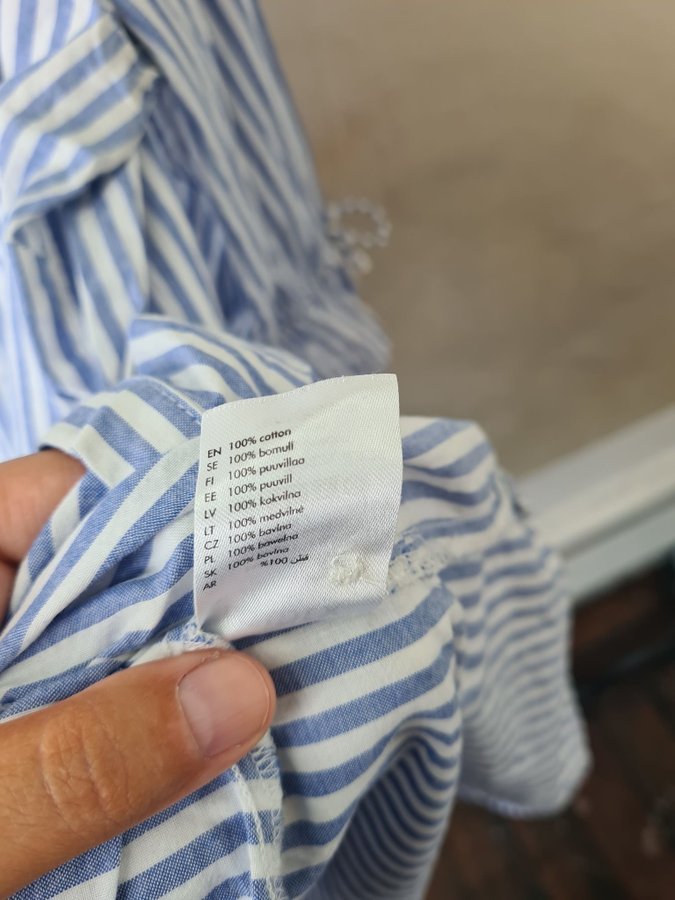 EN 100% cotton
SE 100% bomull
FI 100% puuvillaa
EE 100% puuvill
LV 100% kokvilna
LT 100% medvilnė
CZ 100% bavlna
PL 100% bawełna
SK 100% bavlna
AR %100 قطن